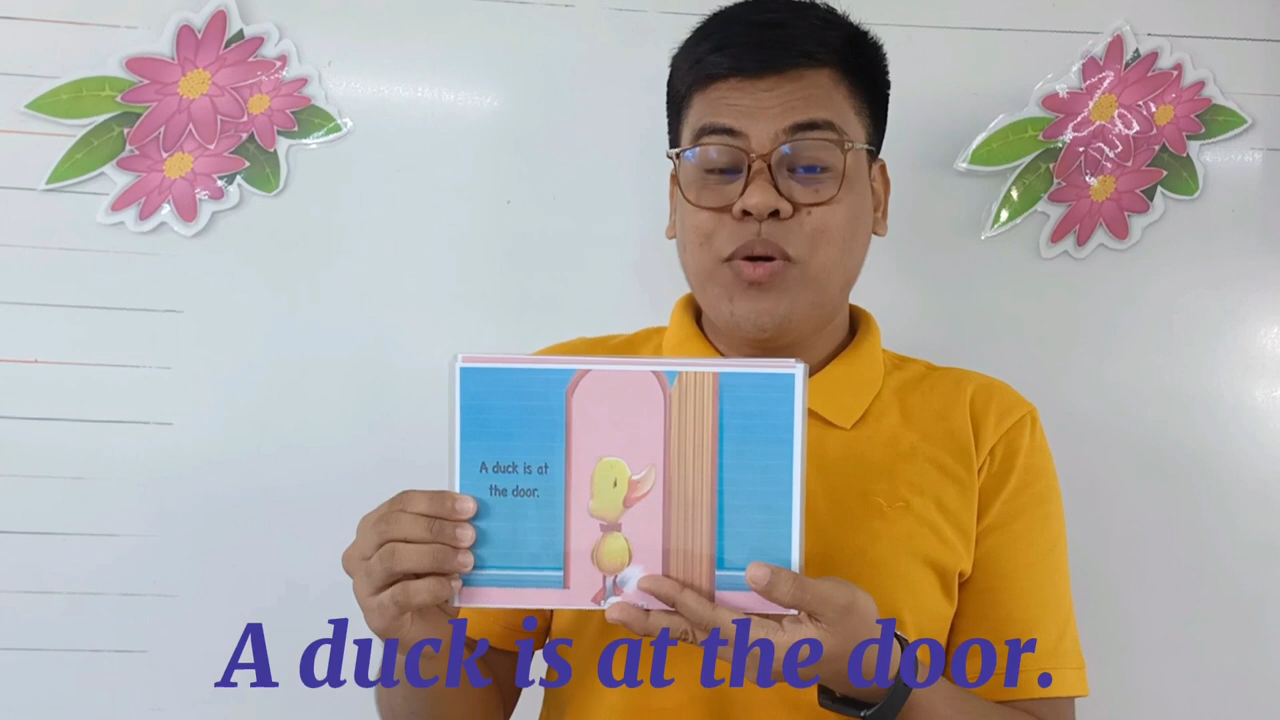 A duck is at
the door.
A duck is at the door.